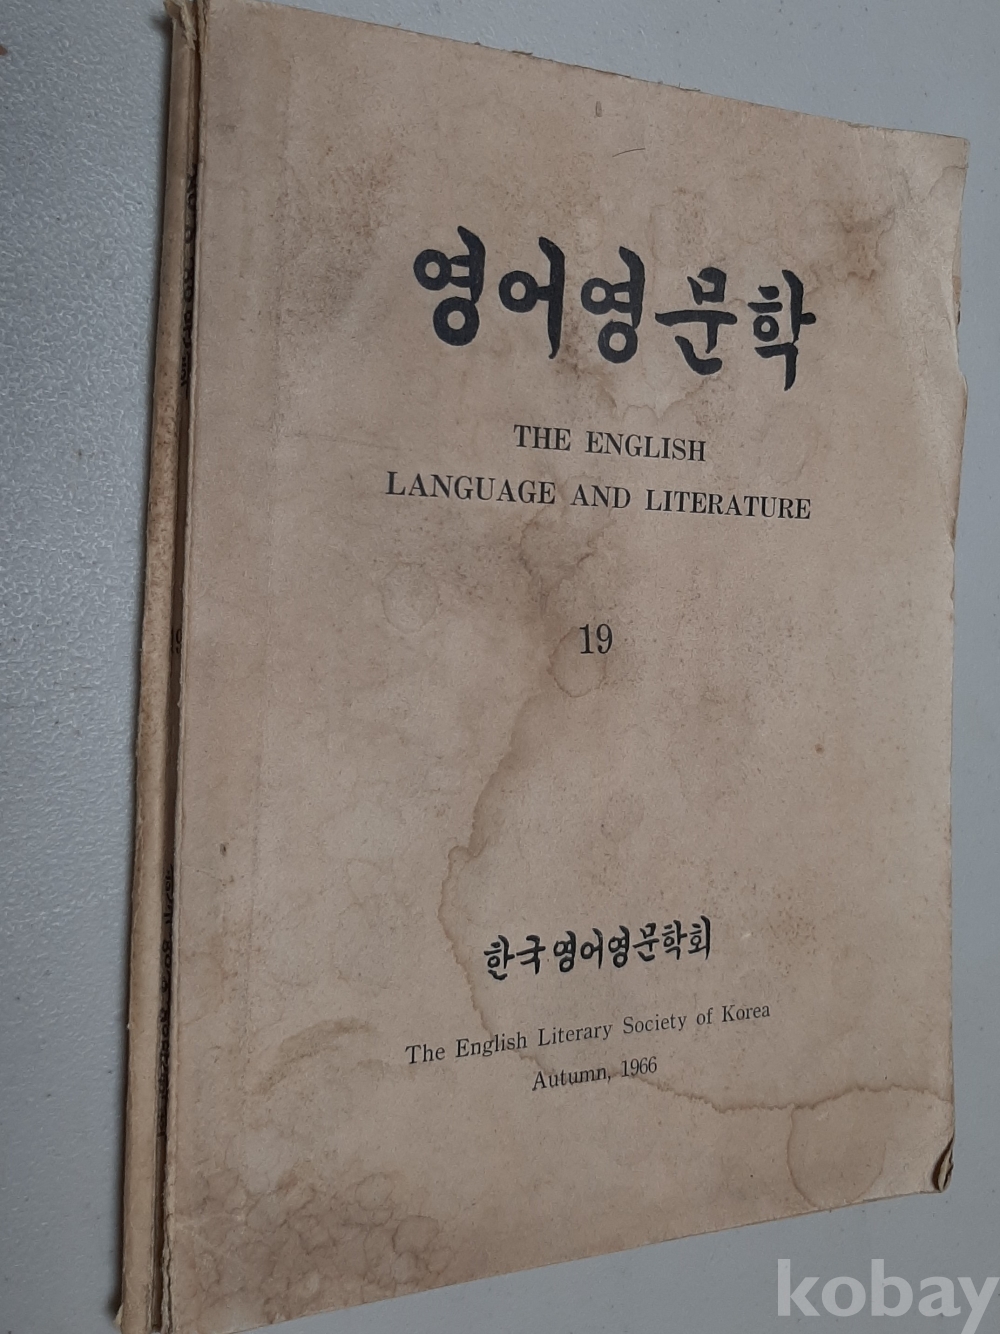 영어영문학
THE ENGLISH
LANGUAGE AND LITERATURE
19
한국영어영문학회
The English Literary Society of Korea
Autumn, 1966
kobay